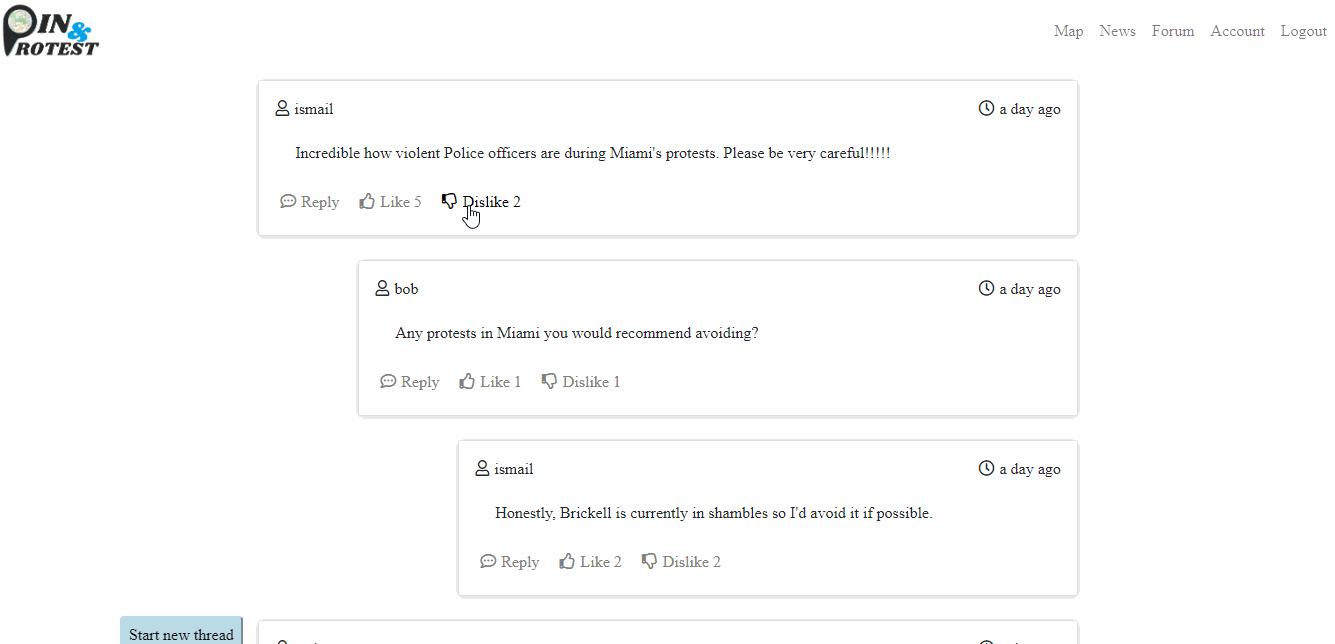 PIN&
PROTEST
Map News Forum Account Logout
ismail a day ago
Incredible how violent Police officers are during Miami's protests. Please be very careful!!!!!
Reply Like 5 Dislike 2
bob a day ago
Any protests in Miami you would recommend avoiding?
Reply Like 1 Dislike 1
ismail a day ago
Honestly, Brickell is currently in shambles so I'd avoid it if possible.
Reply Like 2 Dislike 2
Start new thread